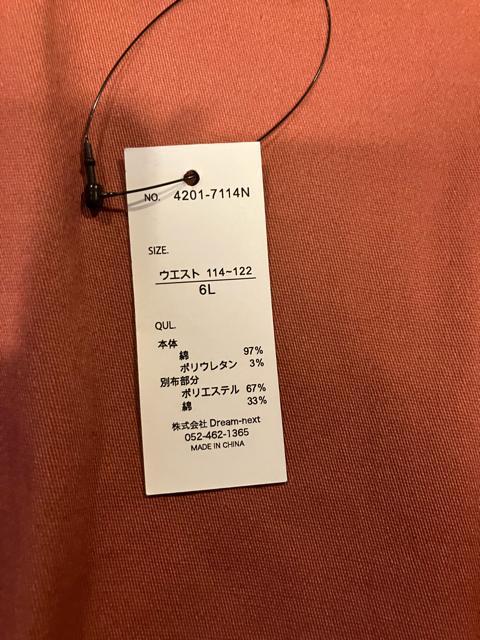 NO. 4201-7114N
SIZE.
ウエスト 114~122
6L
QUL.
本体
綿 97%
ポリウレタン 3%
別布部分
ポリエステル 67%
綿 33%
株式会社 Dream-next
052-462-1365
MADE IN CHINA